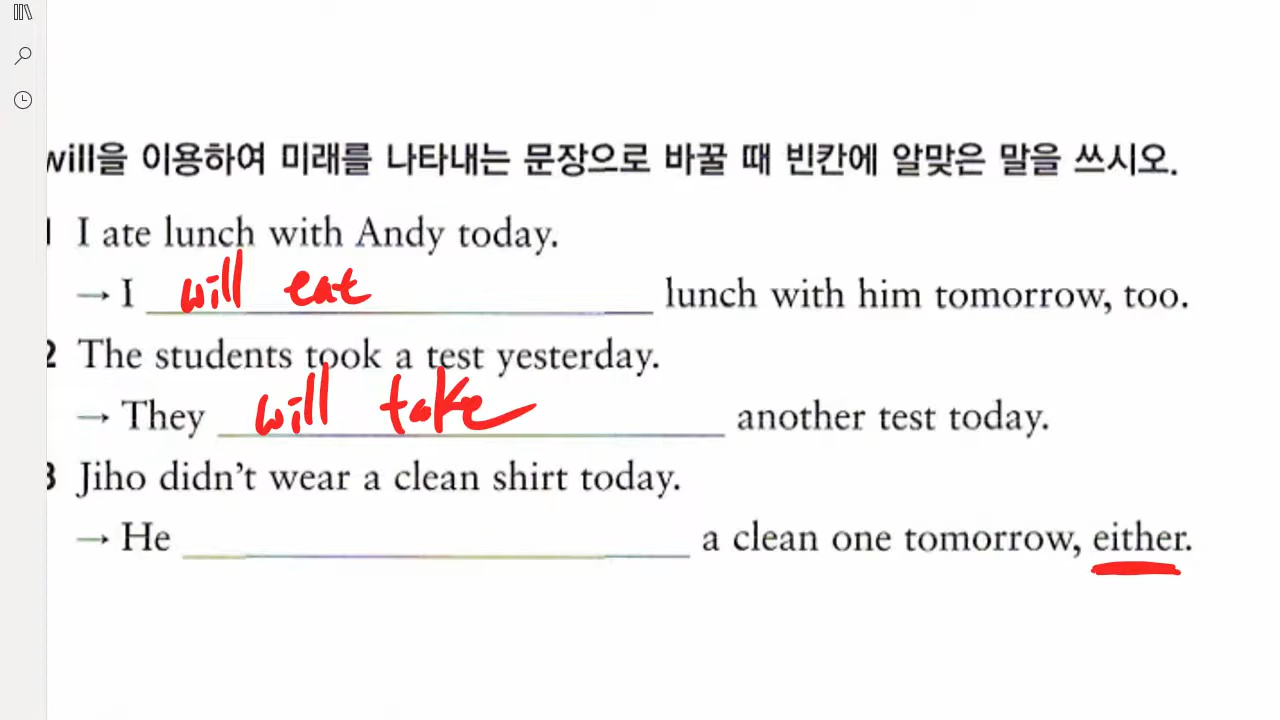 will을 이용하여 미래를 나타내는 문장으로 바꿀 때 빈칸에 알맞은 말을 쓰시오.
1 I ate lunch with Andy today.
→ I will eat lunch with him tomorrow, too.
2 The students took a test yesterday.
→ They will take another test today.
3 Jiho didn't wear a clean shirt today.
→ He a clean one tomorrow, either.